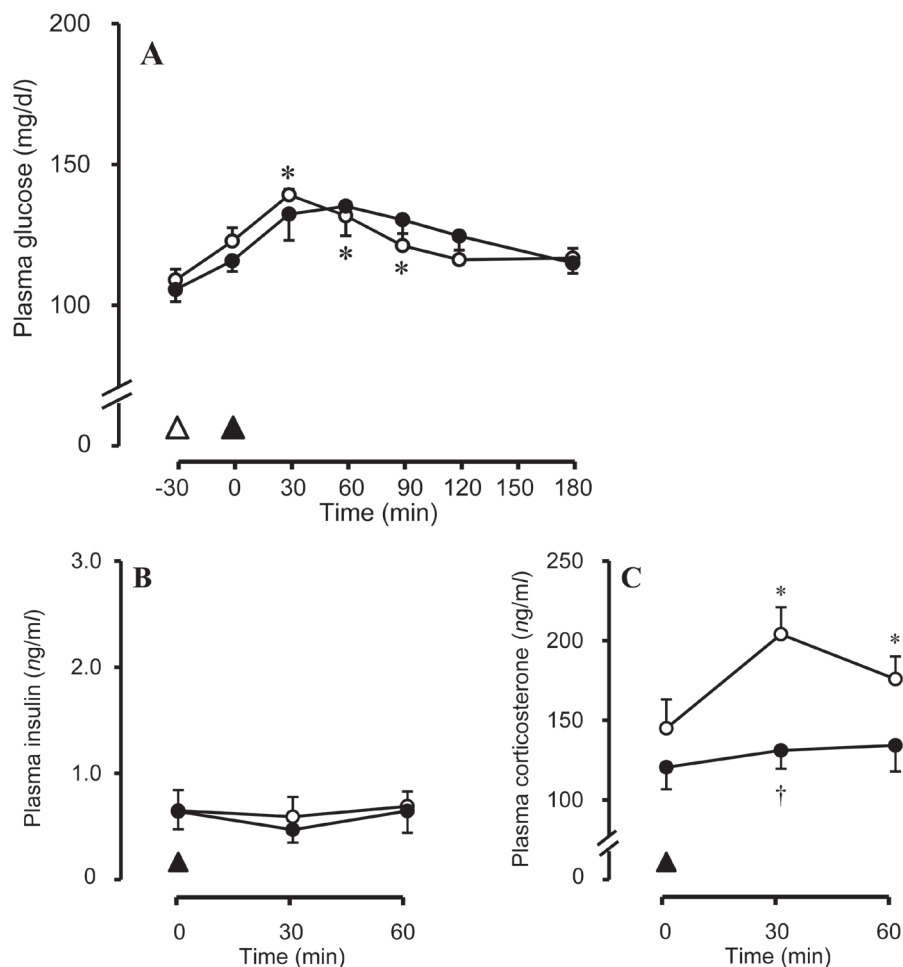 A
Plasma glucose (mg/dl)
200
150
100
0
*
*
*
-30 0 30 60 90 120 150 180
Time (min)
B
Plasma insulin (ng/ml)
3.0
2.0
1.0
0
0 30 60
Time (min)
C
Plasma corticosterone (ng/ml)
250
200
150
100
0
*
*
†
0 30 60
Time (min)